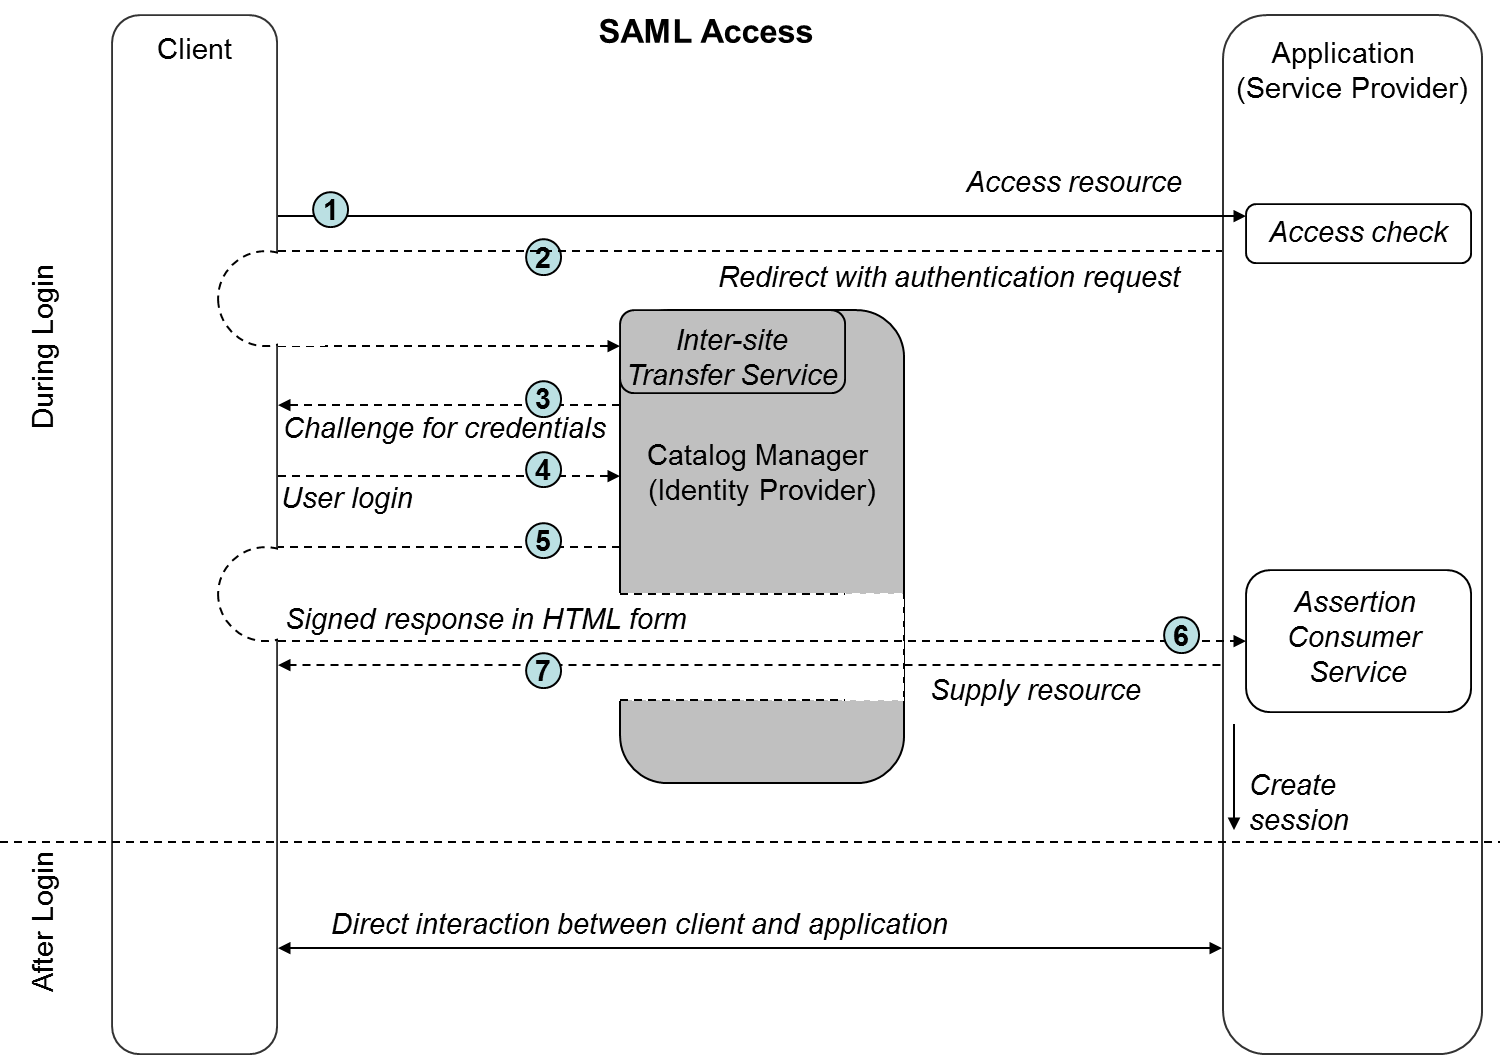 SAML Access
Client
Application
(Service Provider)
Access resource
1
Access check
2
Redirect with authentication request
During Login
Inter-site
Transfer Service
3
Challenge for credentials
Catalog Manager
(Identity Provider)
4
User login
5
Signed response in HTML form
6
Assertion
Consumer
Service
7
Supply resource
Create
session
After Login
Direct interaction between client and application